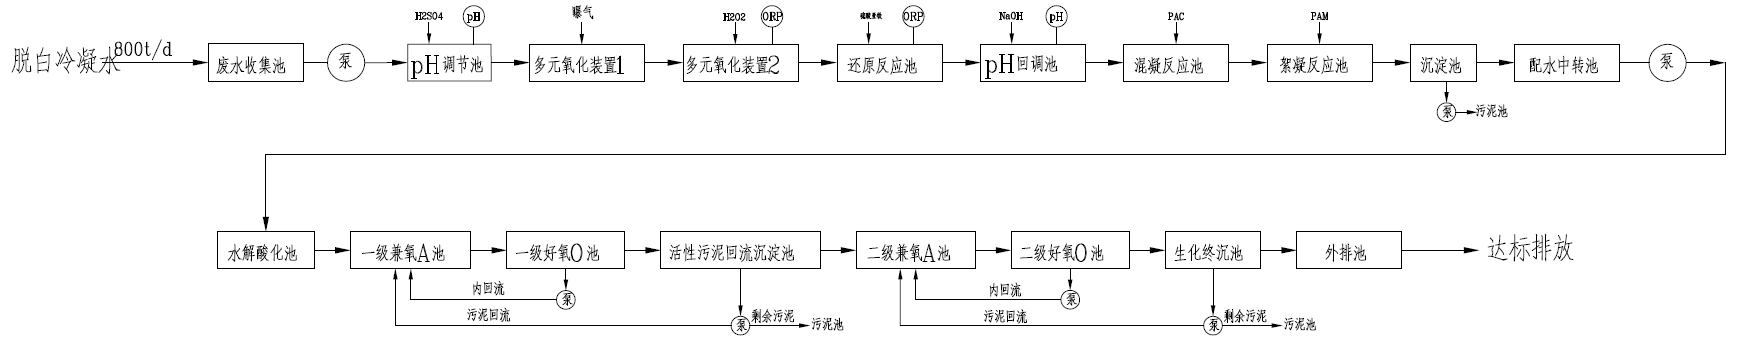 H2SO4 pH 曝气 H2O2 ORP 硫酸亚铁 ORP NaOH pH PAC PAM
脱白冷凝水 800t/d 废水收集池 泵 pH调节池 多元氧化装置1 多元氧化装置2 还原反应池 pH回调池 混凝反应池 絮凝反应池 沉淀池 配水中转池 泵
泵 污泥池
水解酸化池 一级兼氧A池 一级好氧O池 活性污泥回流沉淀池 二级兼氧A池 二级好氧O池 生化终沉池 外排池 达标排放
内回流 泵 内回流 泵
污泥回流 泵 剩余污泥 污泥池 污泥回流 泵 剩余污泥 污泥池